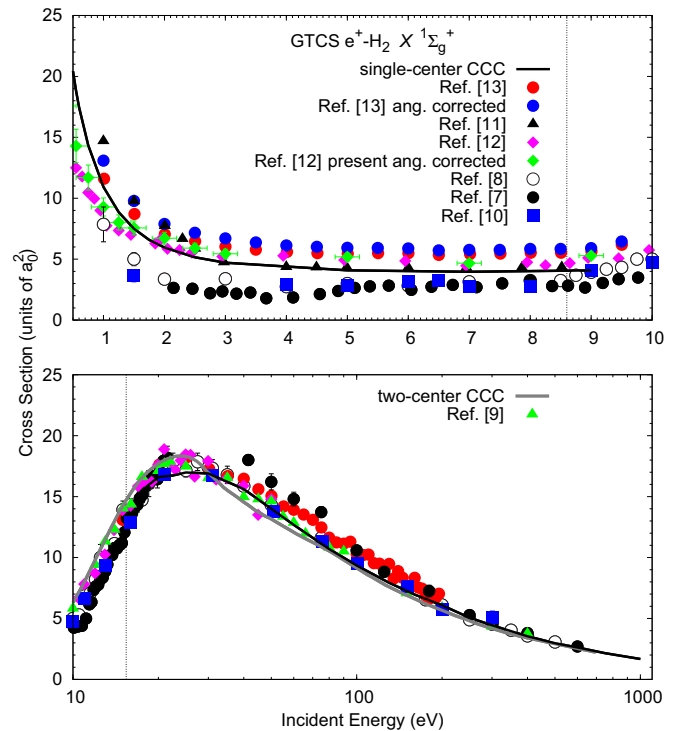 GTCS e⁺-H₂ X ¹Σg⁺
single-center CCC
Ref. [13]
Ref. [13] ang. corrected
Ref. [11]
Ref. [12]
Ref. [12] present ang. corrected
Ref. [8]
Ref. [7]
Ref. [10]
25
20
15
10
5
0
1 2 3 4 5 6 7 8 9 10
Cross Section (units of a₀²)
two-center CCC
Ref. [9]
25
20
15
10
5
0
10 100 1000
Incident Energy (eV)